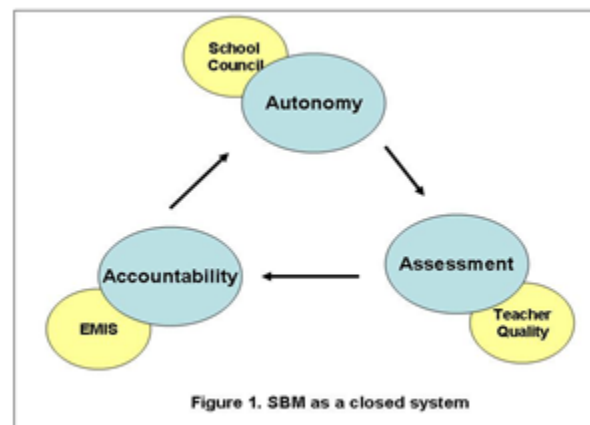 School
Council
Autonomy
Accountability
Assessment
EMIS
Teacher
Quality
Figure 1. SBM as a closed system